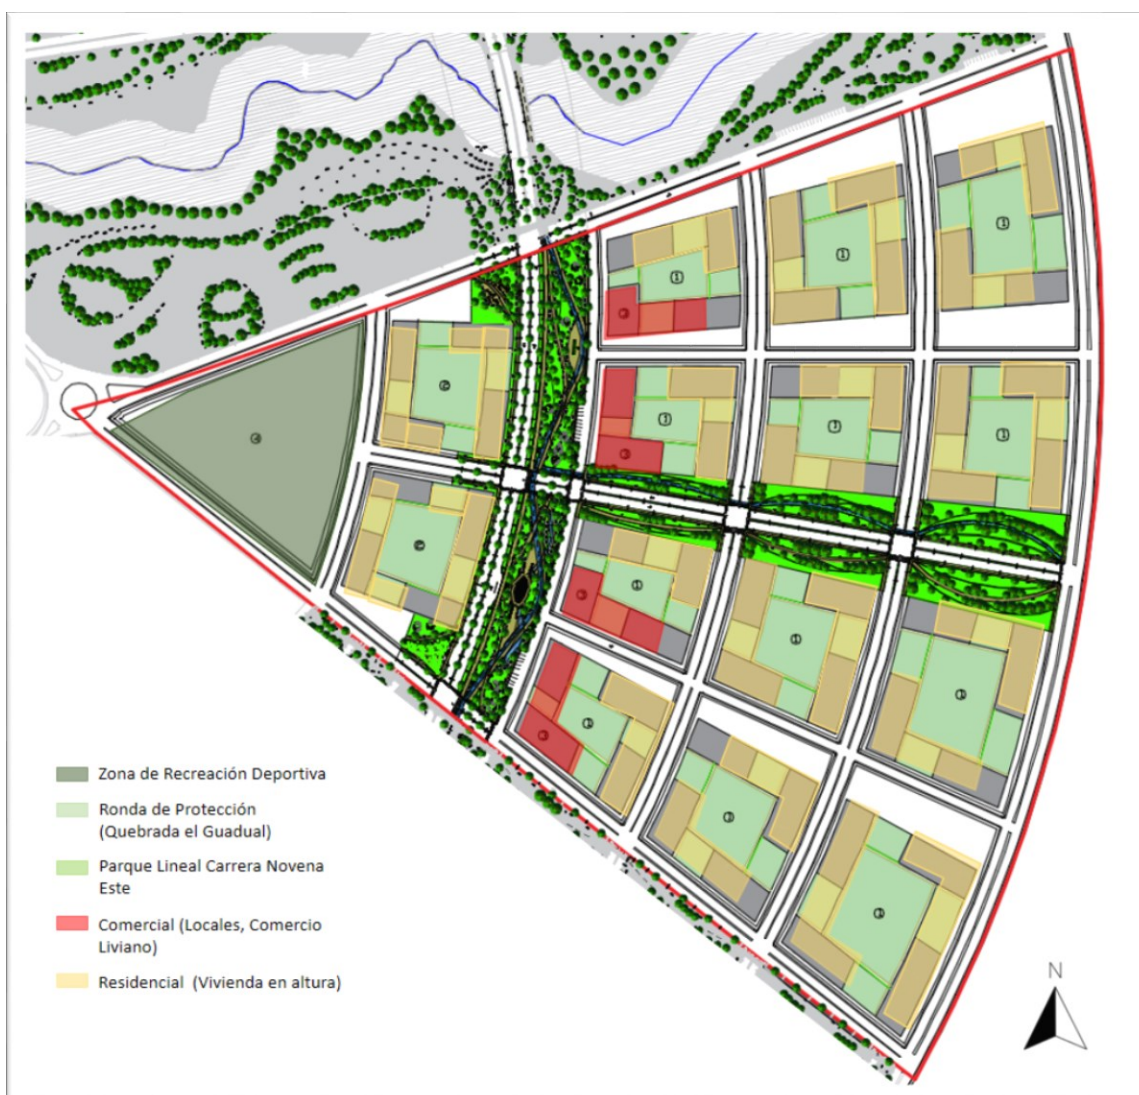 Zona de Recreación Deportiva
Ronda de Protección
(Quebrada el Guadual)
Parque Lineal Carrera Novena
Este
Comercial (Locales, Comercio
Liviano)
Residencial (Vivienda en altura)
N